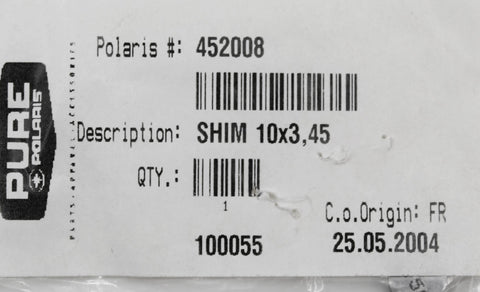 Polaris #: 452008
PURE
POLARIS
PARTS, APPAREL, ACCESSORIES
Description: SHIM 10x3,45
QTY.:
1
C.o.Origin: FR
100055
25.05.2004